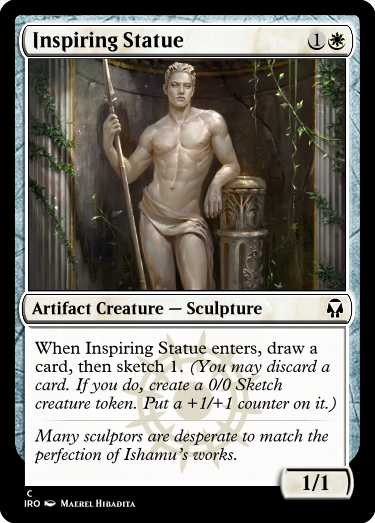 Inspiring Statue 1
Artifact Creature — Sculpture
When Inspiring Statue enters, draw a
card, then sketch 1. (You may discard a
card. If you do, create a 0/0 Sketch
creature token. Put a +1/+1 counter on it.)
Many sculptors are desperate to match the
perfection of Ishamu's works.
1/1
C
IRO Maerel Hibadita